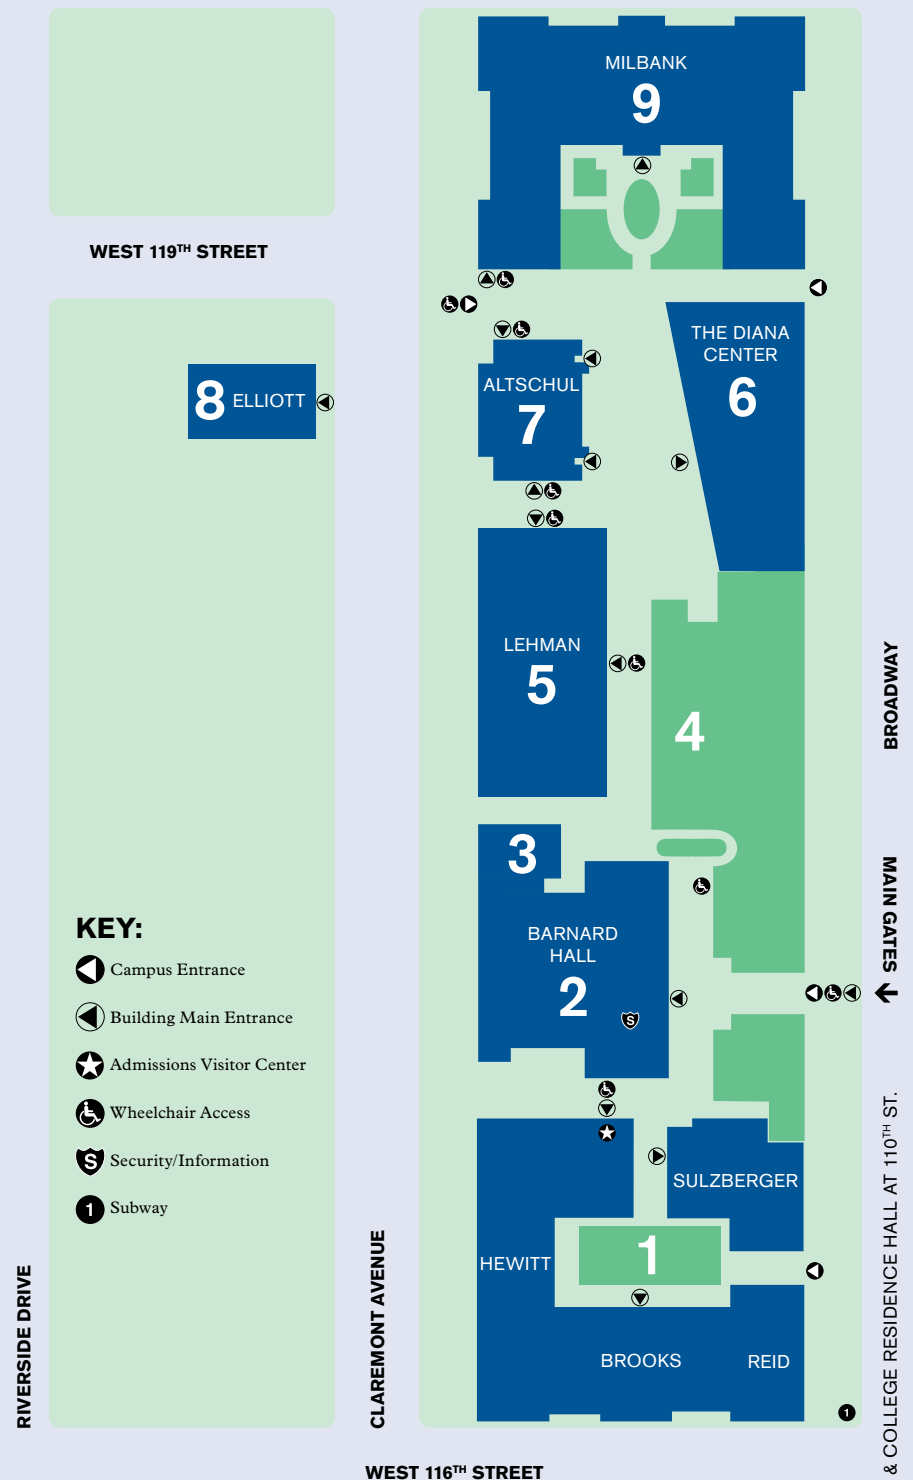 MILBANK
9
WEST 119TH STREET
THE DIANA
CENTER
6
ALTSCHUL
7
8 ELLIOTT
LEHMAN
5
BROADWAY
4
3
MAIN GATES
KEY:
Campus Entrance
Building Main Entrance
Admissions Visitor Center
Wheelchair Access
S Security/Information
1 Subway
BARNARD
HALL
2
S
SULZBERGER
HEWITT
1
BROOKS
REID
1
RIVERSIDE DRIVE
CLAREMONT AVENUE
& COLLEGE RESIDENCE HALL AT 110TH ST.
WEST 116TH STREET